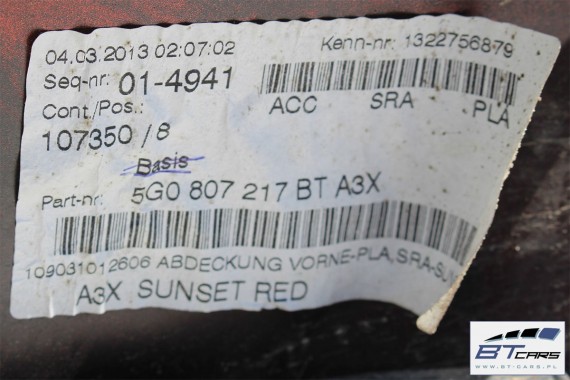 04.03.2013 02:07:02
Kenn-nr: 1322756879
Seq-nr: 01-4941
ACC SRA PLA
Cont./Pos.:
107350 /8
Basis
Part-nr: 5G0 807 217 BT A3X
109031012606 ABDECKUNG VORNE-PLA,SRA-SUN
A3X SUNSET RED
BTCARS
WWW.BT-CARS.PL